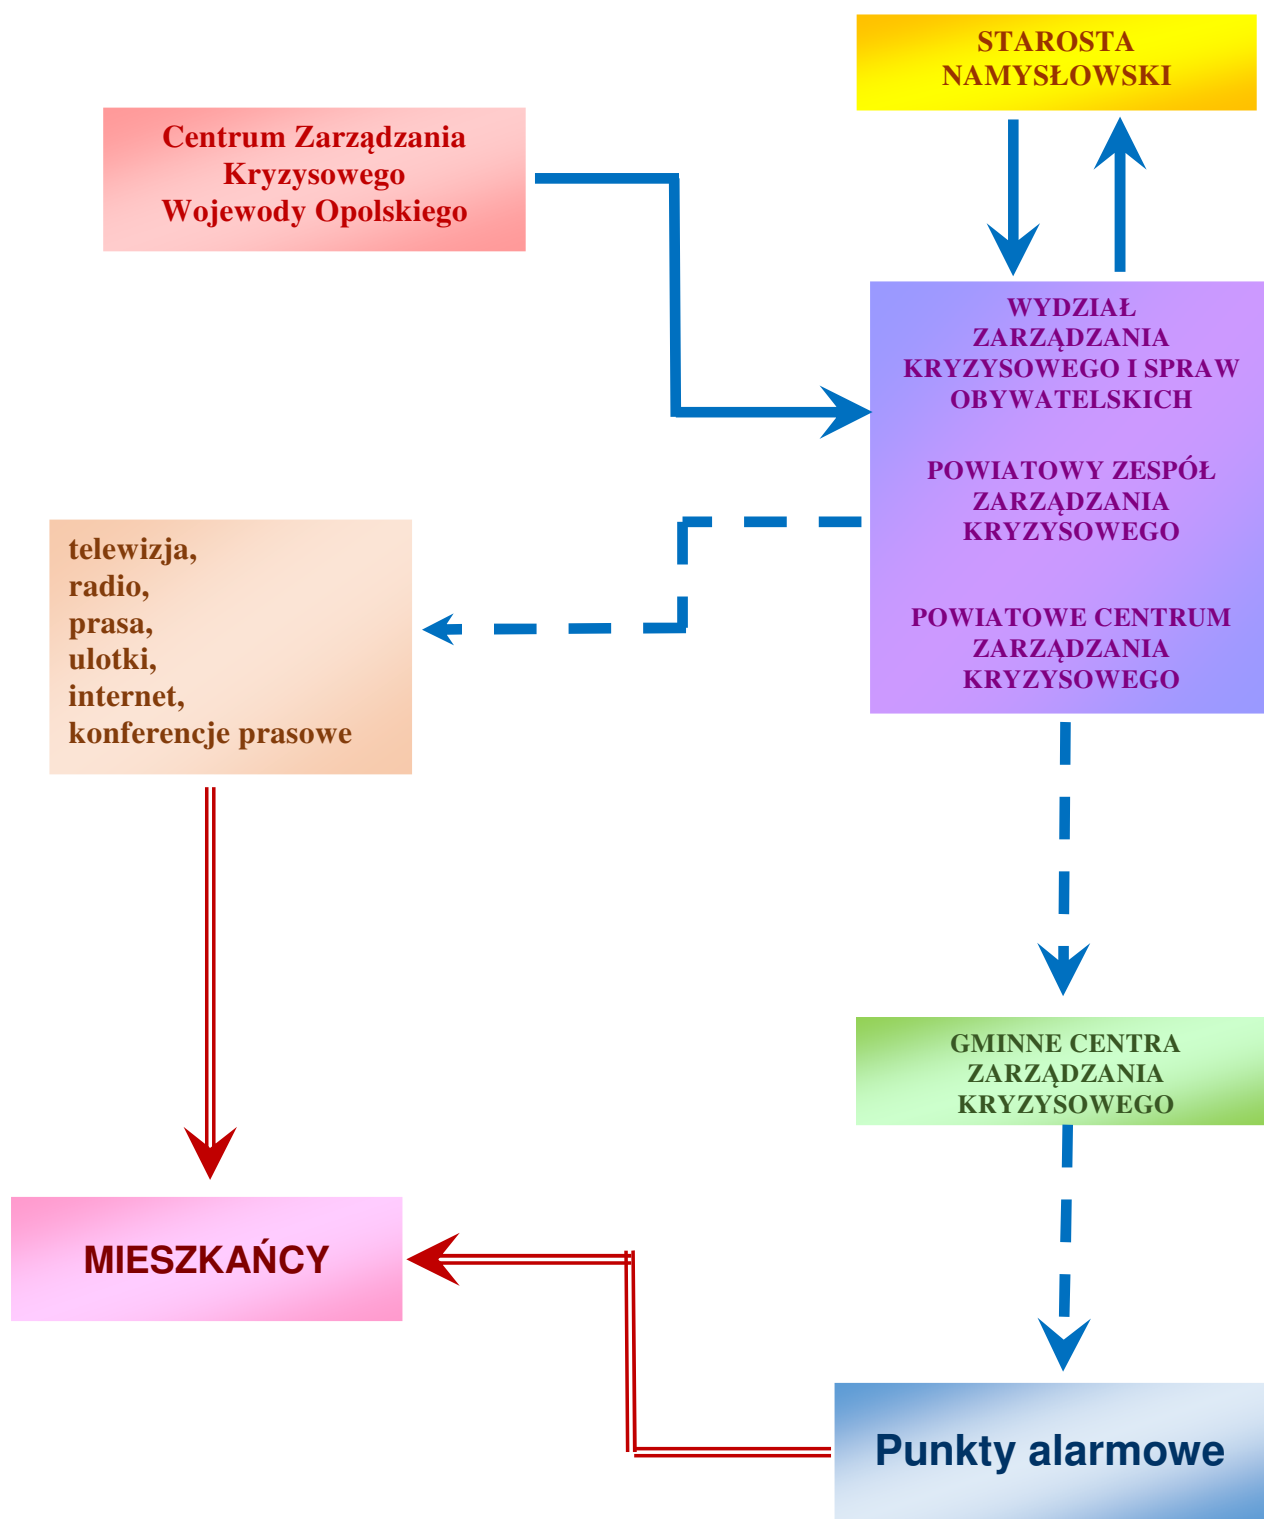 STAROSTA
NAMYSŁOWSKI
Centrum Zarządzania
Kryzysowego
Wojewody Opolskiego
WYDZIAŁ
ZARZĄDZANIA
KRYZYSOWEGO I SPRAW
OBYWATELSKICH
POWIATOWY ZESPÓŁ
ZARZĄDZANIA
KRYZYSOWEGO
POWIATOWE CENTRUM
ZARZĄDZANIA
KRYZYSOWEGO
telewizja,
radio,
prasa,
ulotki,
internet,
konferencje prasowe
GMINNE CENTRA
ZARZĄDZANIA
KRYZYSOWEGO
MIESZKAŃCY
Punkty alarmowe